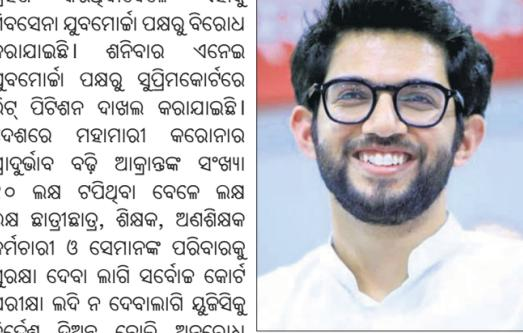 ଯୁବମୋର୍ଚ୍ଚା ପକ୍ଷରୁ ବିରୋଧ
କରାଯାଇଛି। ଶନିବାର ଏନେଇ
ଯୁବମୋର୍ଚ୍ଚା ପକ୍ଷରୁ ସୁପ୍ରିମକୋର୍ଟରେ
ରିଟ୍ ପିଟିଶନ ଦାଖଲ କରାଯାଇଛି।
ଦେଶରେ ମହାମାରୀ କରୋନାର
ପ୍ରାଦୁର୍ଭାବ ବଢ଼ି ଆକ୍ରାନ୍ତଙ୍କ ସଂଖ୍ୟା
୧୦ ଲକ୍ଷ ଟପିଥିବା ବେଳେ ଲକ୍ଷ
ଲକ୍ଷ ଛାତ୍ରୀଛାତ୍ର, ଶିକ୍ଷକ, ଅଣଶିକ୍ଷକ
କର୍ମଚାରୀ ଓ ସେମାନଙ୍କ ପରିବାରକୁ
ସୁରକ୍ଷା ଦେବା ଲାଗି ସର୍ବୋଚ୍ଚ କୋର୍ଟ
ପରୀକ୍ଷା ଲଦି ନ ଦେବାଲାଗି ୟୁଜିସିକୁ